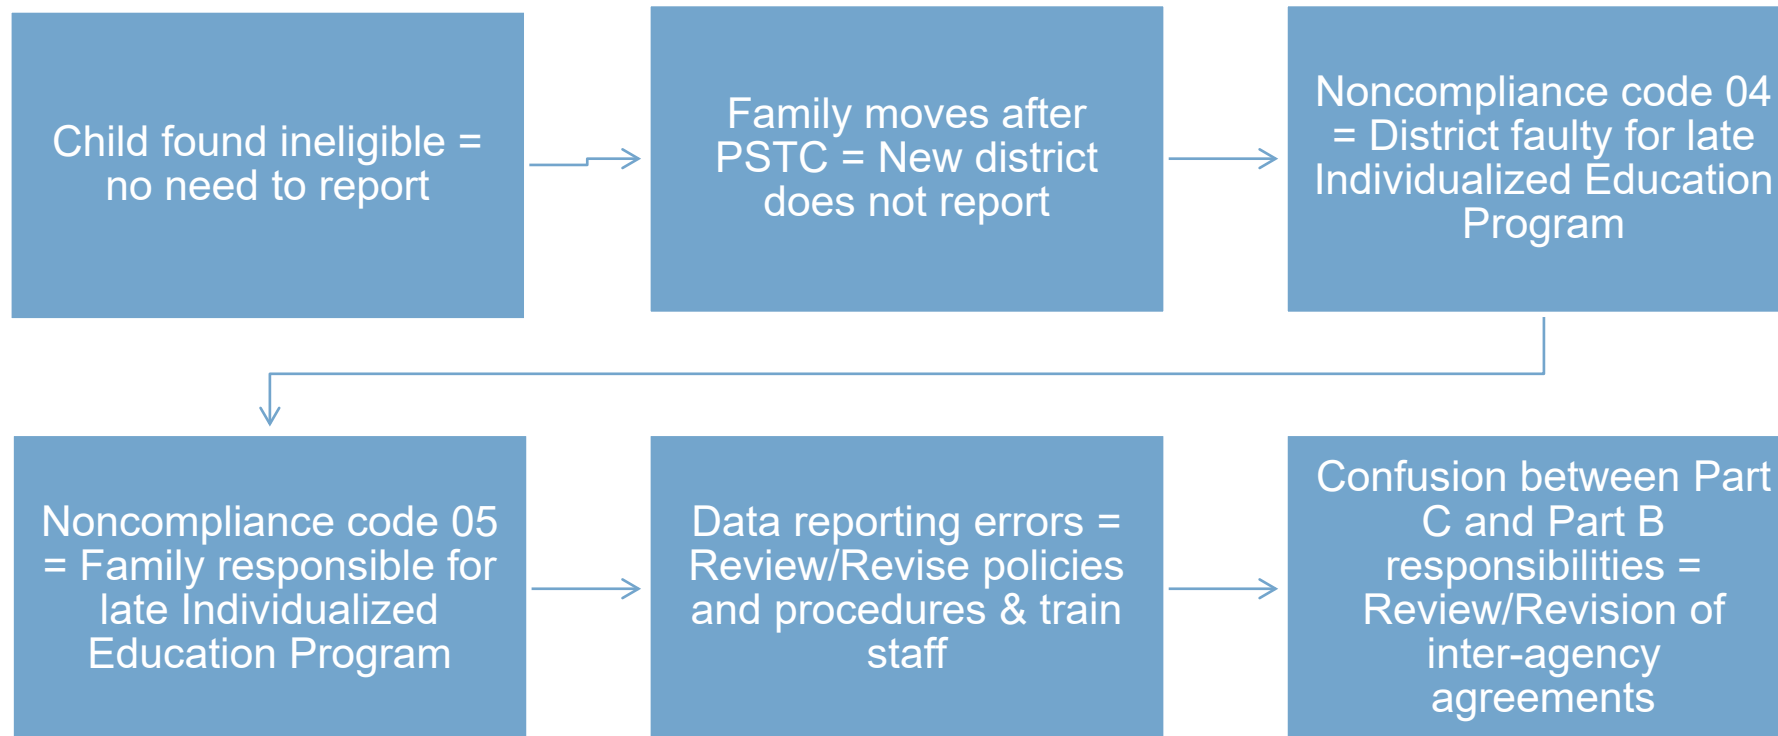 Child found ineligible =
no need to report
Family moves after
PSTC = New district
does not report
Noncompliance code 04
= District faulty for late
Individualized Education
Program
Noncompliance code 05
= Family responsible for
late Individualized
Education Program
Data reporting errors =
Review/Revise policies
and procedures & train
staff
Confusion between Part
C and Part B
responsibilities =
Review/Revision of
inter-agency
agreements